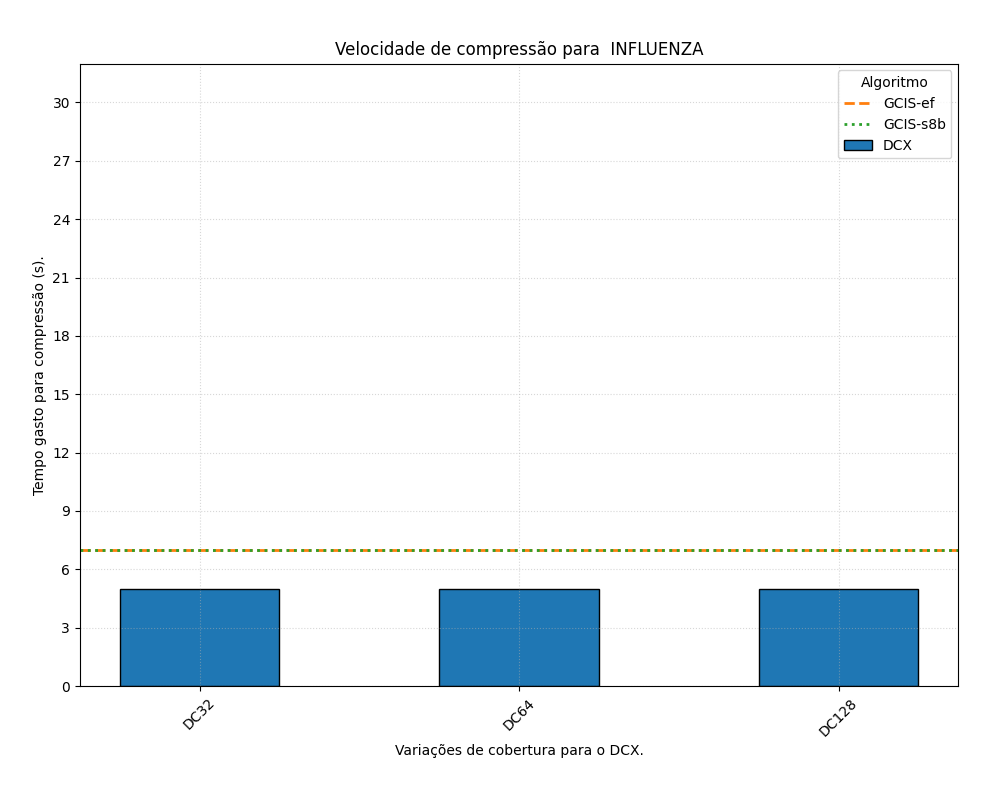 Velocidade de compressão para  INFLUENZA
Algoritmo
GCIS-ef
GCIS-s8b
DCX
Tempo gasto para compressão (s).
30
27
24
21
18
15
12
9
6
3
0
DC32
DC64
DC128
Variações de cobertura para o DCX.